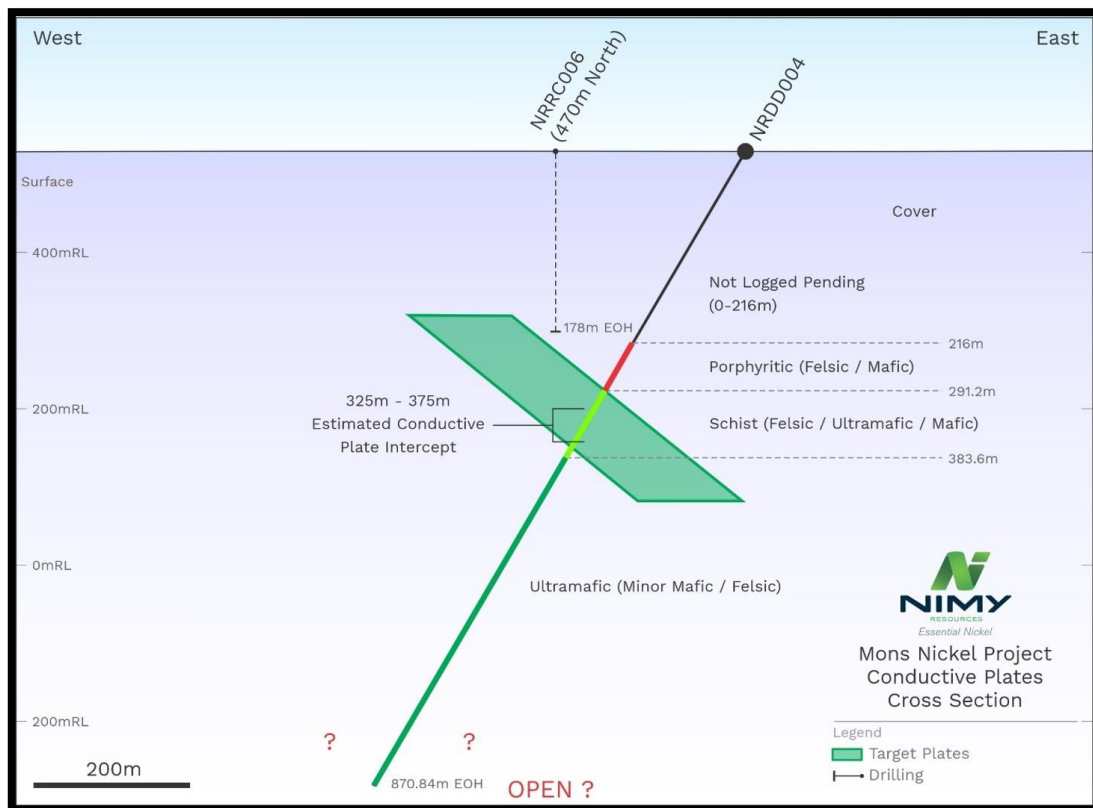 West
East
NRRC006
(470m North)
NRDD004
Surface
Cover
400mRL
Not Logged Pending
(0-216m)
178m EOH
216m
Porphyritic (Felsic / Mafic)
291.2m
325m - 375m
Estimated Conductive
Plate Intercept
200mRL
Schist (Felsic / Ultramafic / Mafic)
383.6m
0mRL
Ultramafic (Minor Mafic / Felsic)
NIMY
RESOURCES
Essential Nickel
Mons Nickel Project
Conductive Plates
Cross Section
200mRL
? ?
Legend
Target Plates
Drilling
200m
870.84m EOH
OPEN ?